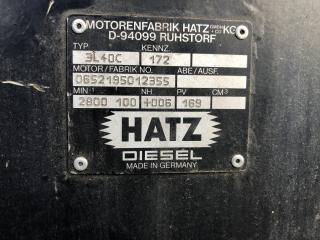 MOTORENFABRIK HATZ GMBH + CO KG
D-94099 RUHSTORF
TYP KENNZ.
3L40C 172
MOTOR / FABRIK NO. ABE / AUSF.
0652195012355
MIN⁻¹ NH PV CM³
2800 100 +006 169
HATZ
DIESEL
MADE IN GERMANY